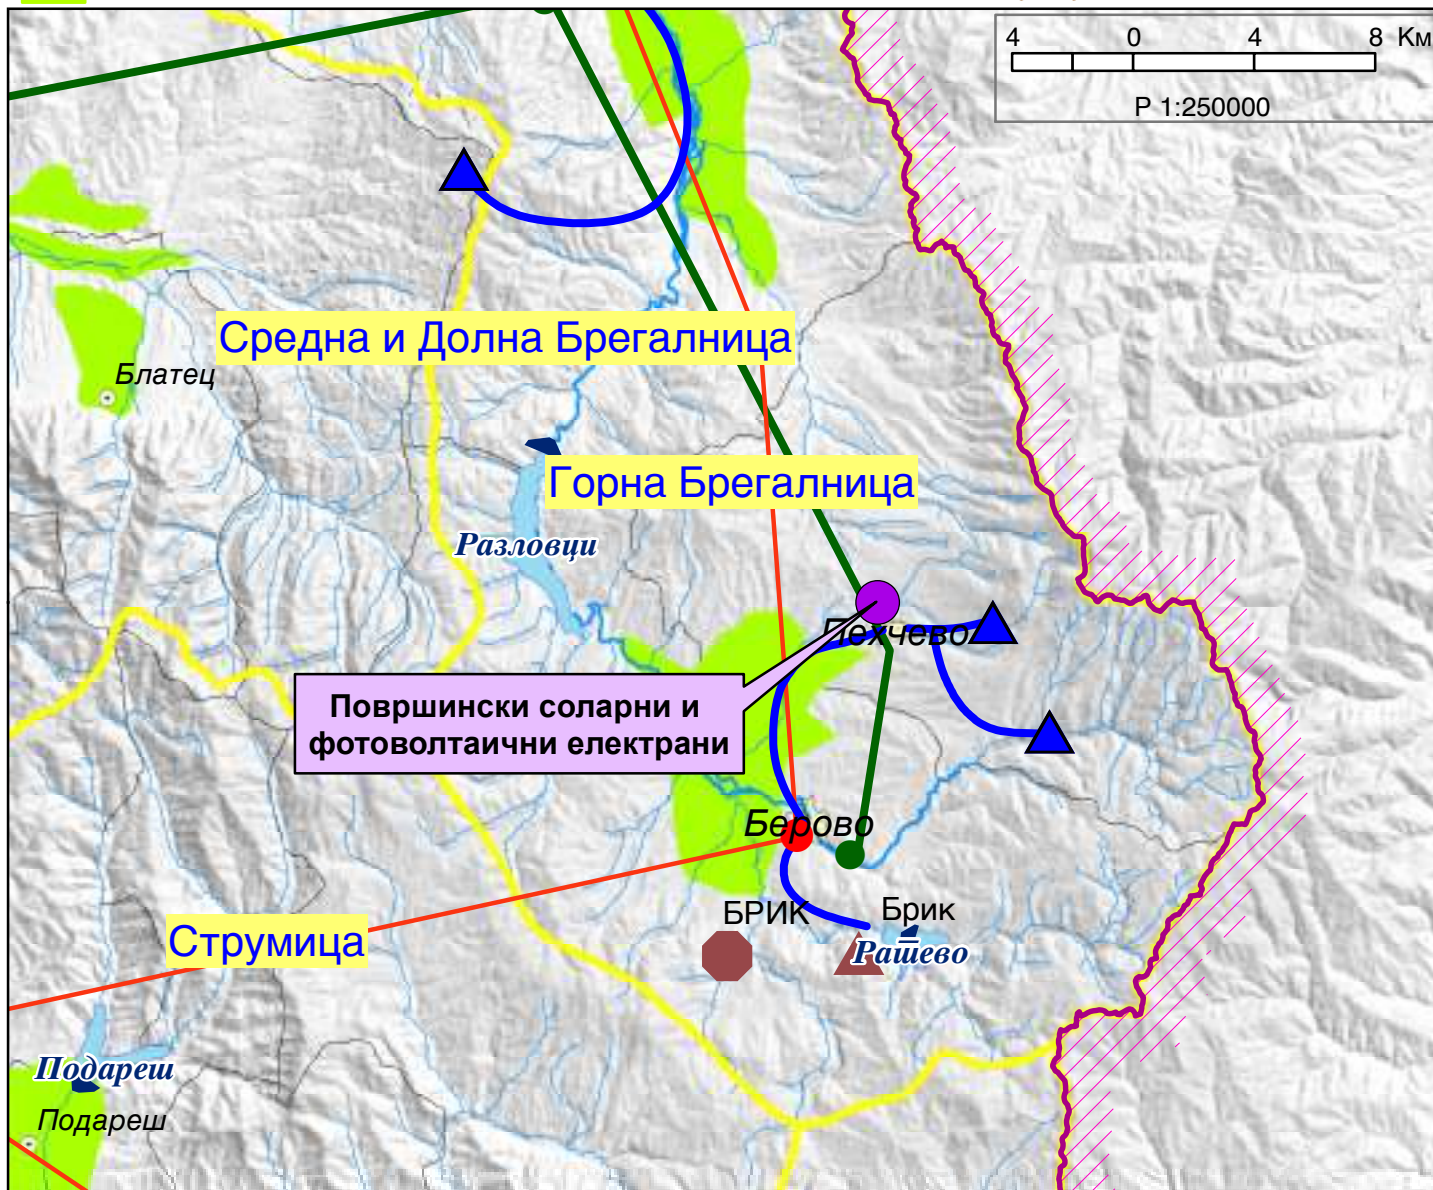 4 0 4 8 Км
Р 1:250000
Средна и Долна Брегалница
Блатец
Горна Брегалница
Разловци
Пехчево
Површински соларни и
фотоволтаични електрани
Берово
БРИК
Брик
Струмица
Рашево
Подареш
Подареш